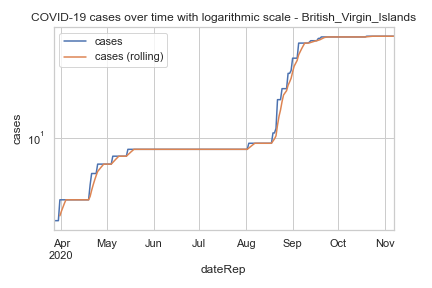 COVID-19 cases over time with logarithmic scale - British_Virgin_Islands
cases
cases (rolling)
cases
10¹
Apr
2020
May
Jun
Jul
Aug
Sep
Oct
Nov
dateRep